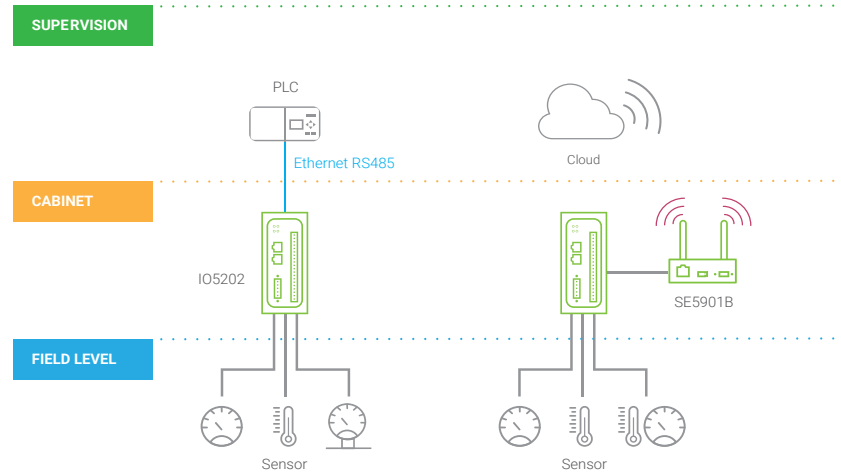 SUPERVISION
PLC
Ethernet RS485
Cloud
CABINET
IO5202
SE5901B
FIELD LEVEL
Sensor
Sensor